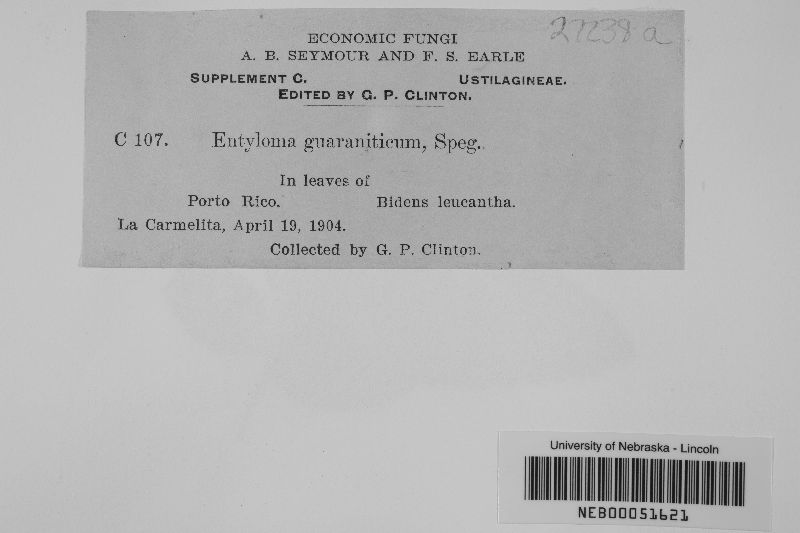 27238 a
ECONOMIC FUNGI
A. B. SEYMOUR AND F. S. EARLE
SUPPLEMENT C. USTILAGINEAE.
EDITED BY G. P. CLINTON.
C 107. Entyloma guaraniticum, Speg.
In leaves of
Porto Rico. Bidens leucantha.
La Carmelita, April 19, 1904.
Collected by G. P. Clinton.
University of Nebraska - Lincoln
NEB00051621